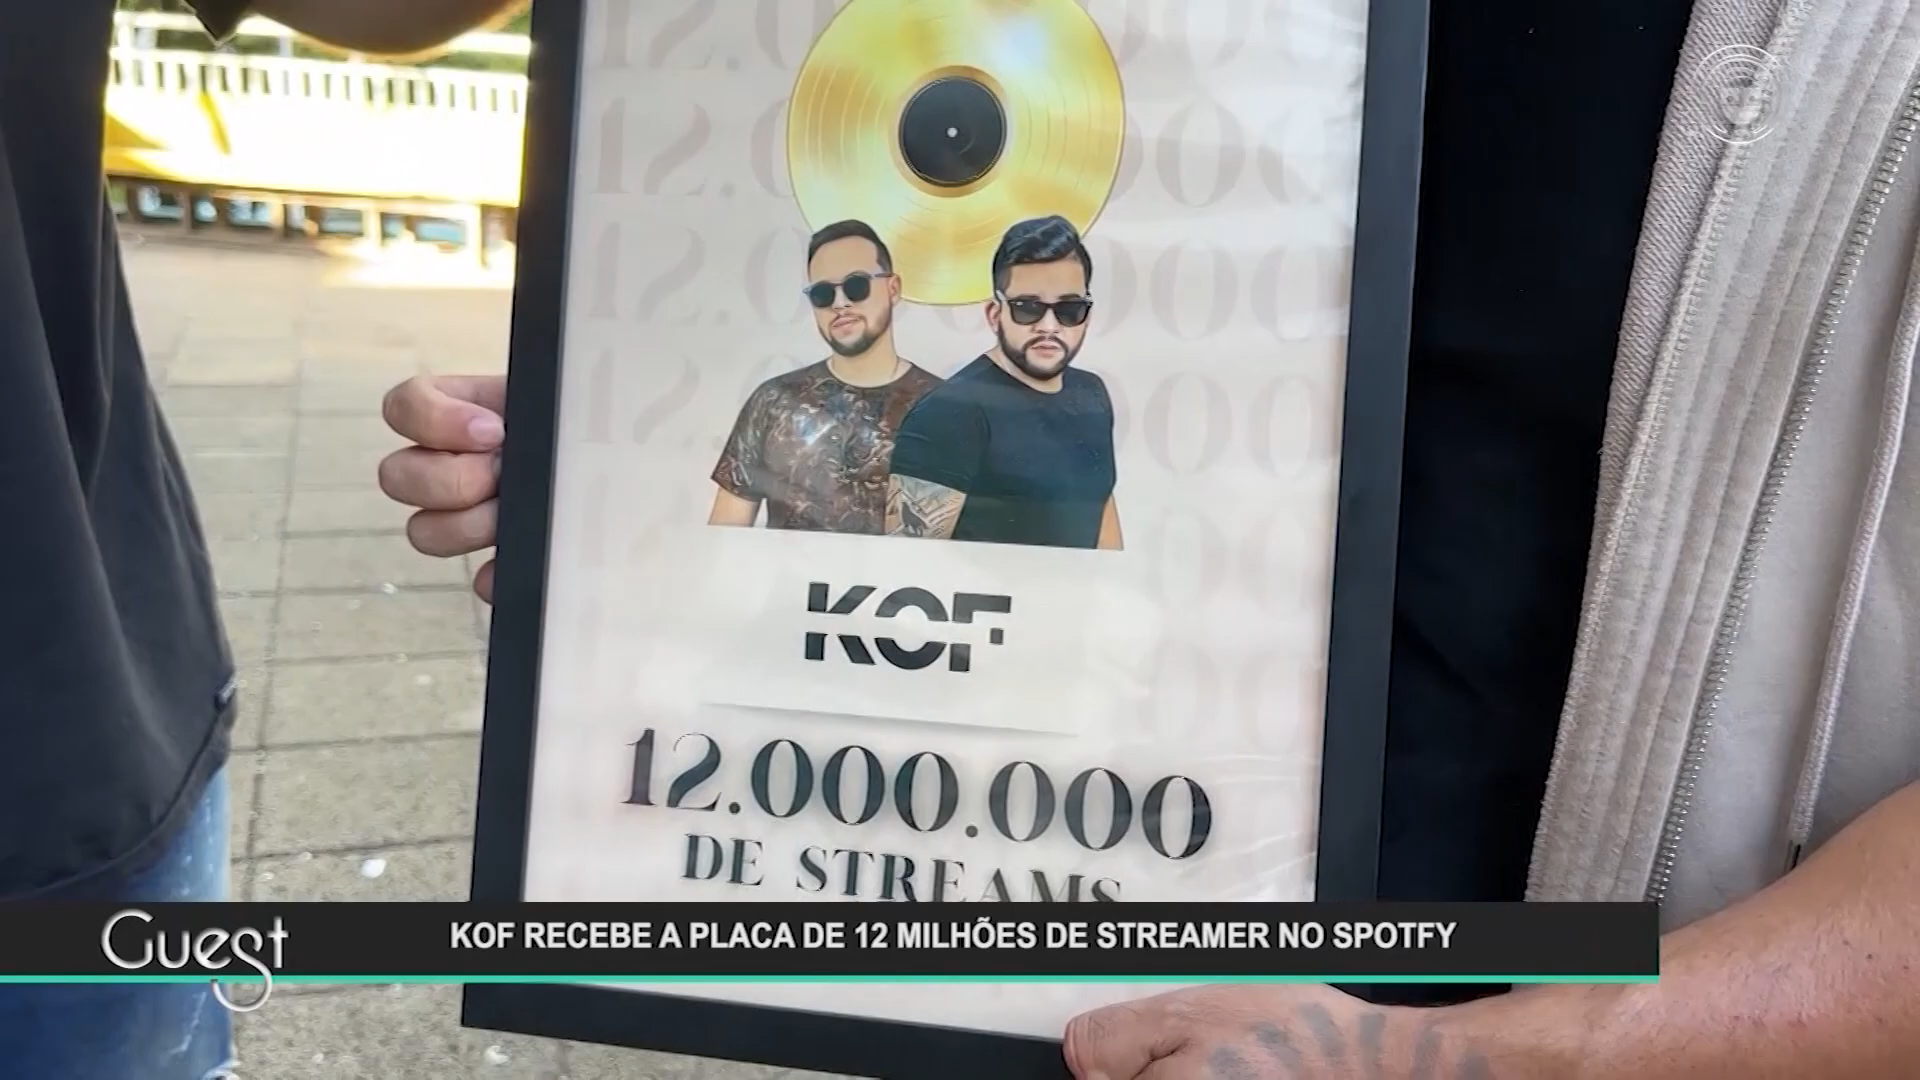 KOF
12.000.000
DE STREAMS
Guest
KOF RECEBE A PLACA DE 12 MILHÕES DE STREAMER NO SPOTFY